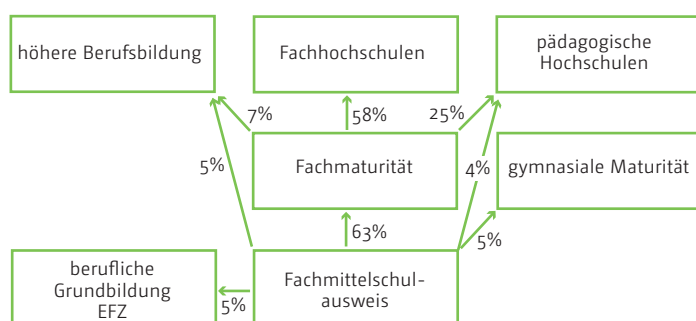 höhere Berufsbildung
Fachhochschulen
pädagogische
Hochschulen
7%
58%
25%
5%
Fachmaturität
4%
gymnasiale Maturität
63%
5%
berufliche
Grundbildung
EFZ
5%
Fachmittelschul-
ausweis